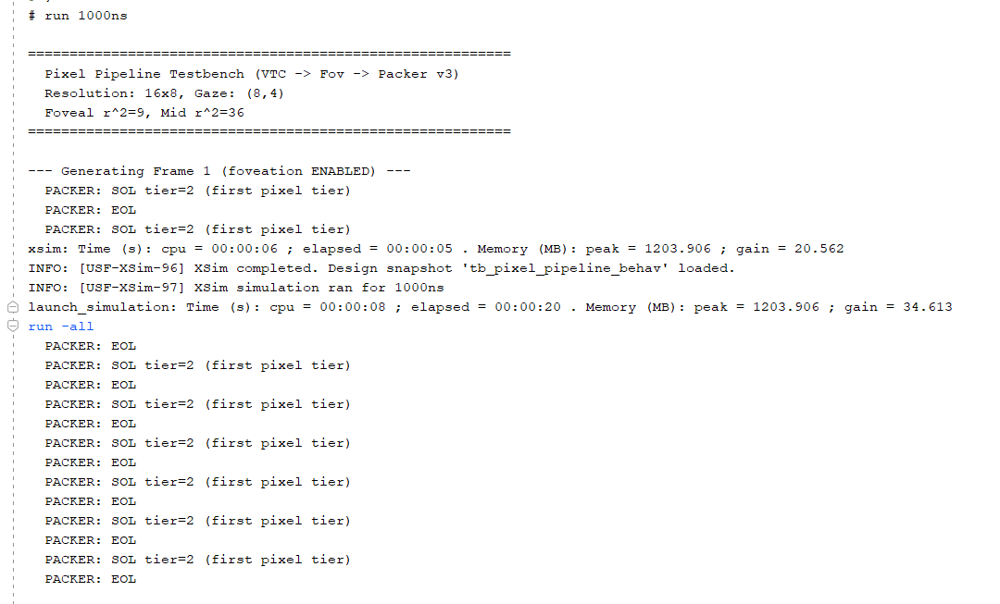 # run 1000ns
==========================================================
Pixel Pipeline Testbench (VTC -> Fov -> Packer v3)
Resolution: 16x8, Gaze: (8,4)
Foveal r^2=9, Mid r^2=36
==========================================================
--- Generating Frame 1 (foveation ENABLED) ---
PACKER: SOL tier=2 (first pixel tier)
PACKER: EOL
PACKER: SOL tier=2 (first pixel tier)
xsim: Time (s): cpu = 00:00:06 ; elapsed = 00:00:05 . Memory (MB): peak = 1203.906 ; gain = 20.562
INFO: [USF-XSim-96] XSim completed. Design snapshot 'tb_pixel_pipeline_behav' loaded.
INFO: [USF-XSim-97] XSim simulation ran for 1000ns
launch_simulation: Time (s): cpu = 00:00:08 ; elapsed = 00:00:20 . Memory (MB): peak = 1203.906 ; gain = 34.613
run -all
PACKER: EOL
PACKER: SOL tier=2 (first pixel tier)
PACKER: EOL
PACKER: SOL tier=2 (first pixel tier)
PACKER: EOL
PACKER: SOL tier=2 (first pixel tier)
PACKER: EOL
PACKER: SOL tier=2 (first pixel tier)
PACKER: EOL
PACKER: SOL tier=2 (first pixel tier)
PACKER: EOL
PACKER: SOL tier=2 (first pixel tier)
PACKER: EOL